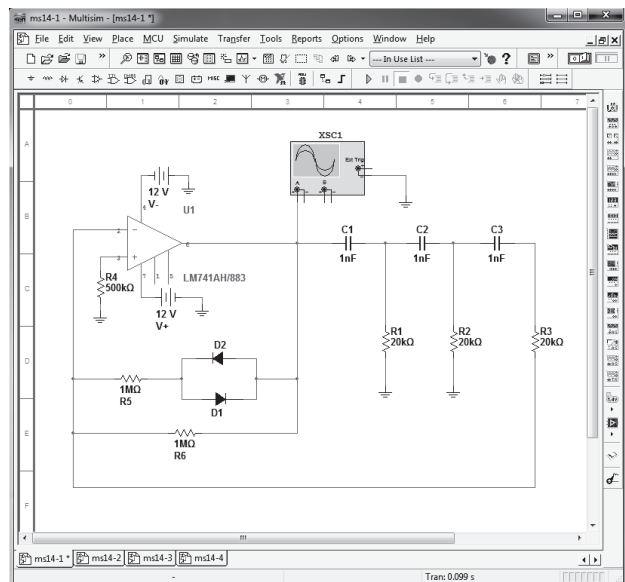 ms14-1 - Multisim - [ms14-1 *]
File Edit View Place MCU Simulate Transfer Tools Reports Options Window Help
--- In Use List ---
MISC
0 1 2 3 4 5 6 7
A
B
C
D
E
F
XSC1
Ext Trig
A B
12 V
V-
4
U1
2
3
6
7 1 5
LM741AH/883
R4
500kΩ
12 V
V+
C1
1nF
C2
1nF
C3
1nF
R1
20kΩ
R2
20kΩ
R3
20kΩ
D2
1MΩ
R5
D1
1MΩ
R6
ms14-1 * ms14-2 ms14-3 ms14-4
-
Tran: 0.099 s